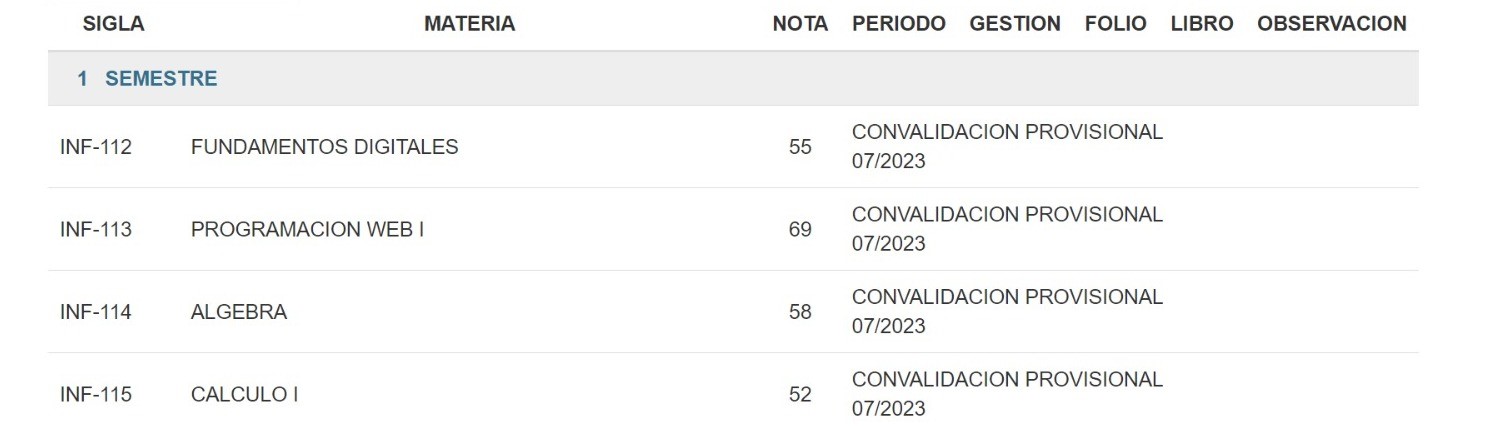 SIGLA MATERIA NOTA PERIODO GESTION FOLIO LIBRO OBSERVACION
1 SEMESTRE
INF-112 FUNDAMENTOS DIGITALES 55 CONVALIDACION PROVISIONAL
07/2023
INF-113 PROGRAMACION WEB I 69 CONVALIDACION PROVISIONAL
07/2023
INF-114 ALGEBRA 58 CONVALIDACION PROVISIONAL
07/2023
INF-115 CALCULO I 52 CONVALIDACION PROVISIONAL
07/2023